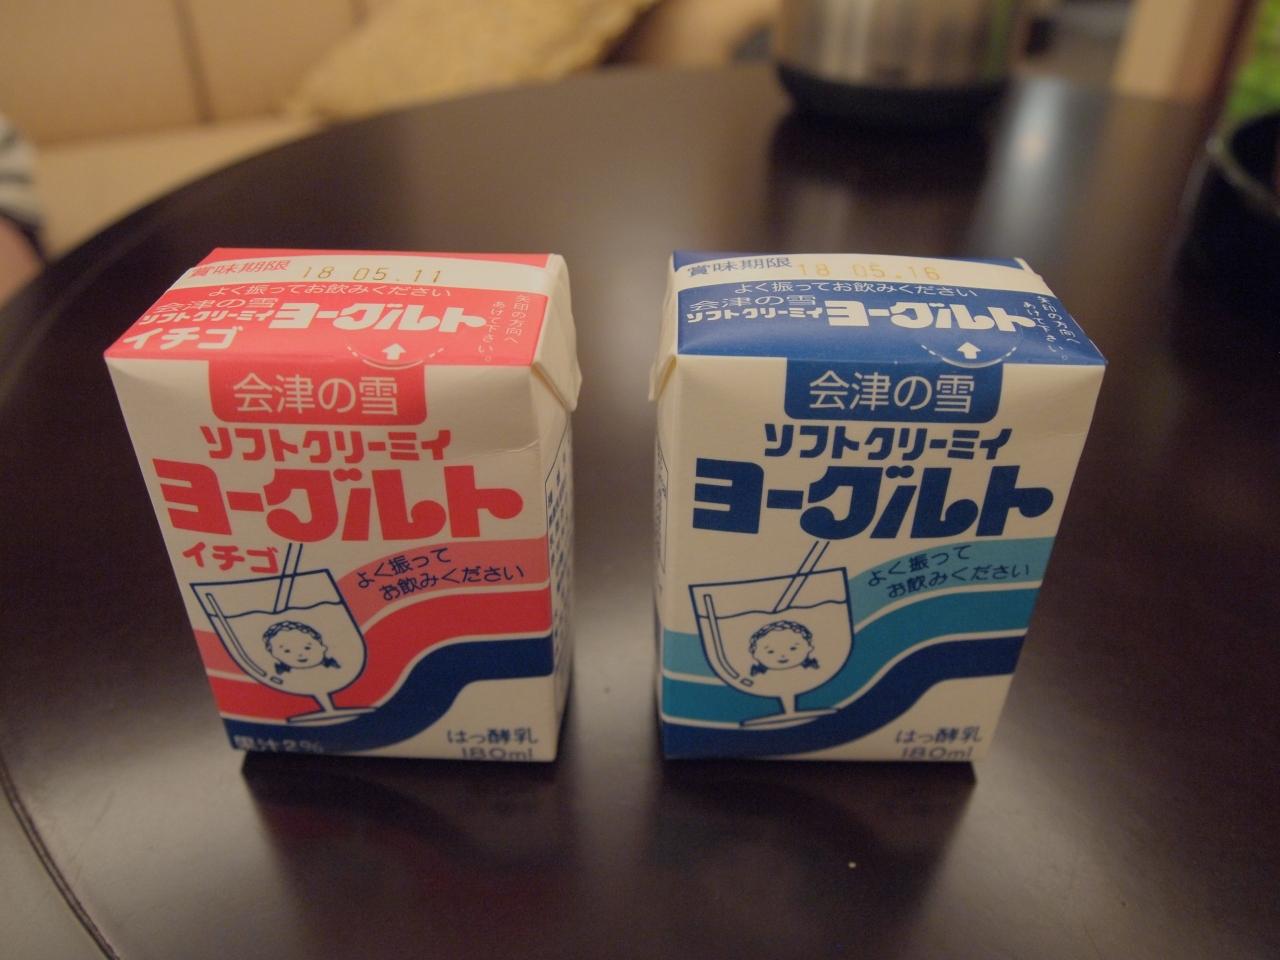 賞味期限 18.05.11
よく振ってお飲みください
会津の雪
ソフトクリーミィ ヨーグルト
イチゴ
矢印の方向へ
あけて下さい。
会津の雪
ソフトクリーミィ
ヨーグルト
イチゴ
よく振って
お飲みください
果汁2%
はっ酵乳
180ml
賞味期限 18.05.16
よく振ってお飲みください
会津の雪
ソフトクリーミィ ヨーグルト
矢印の方向へ
あけて下さい。
会津の雪
ソフトクリーミィ
ヨーグルト
よく振って
お飲みください
はっ酵乳
180ml